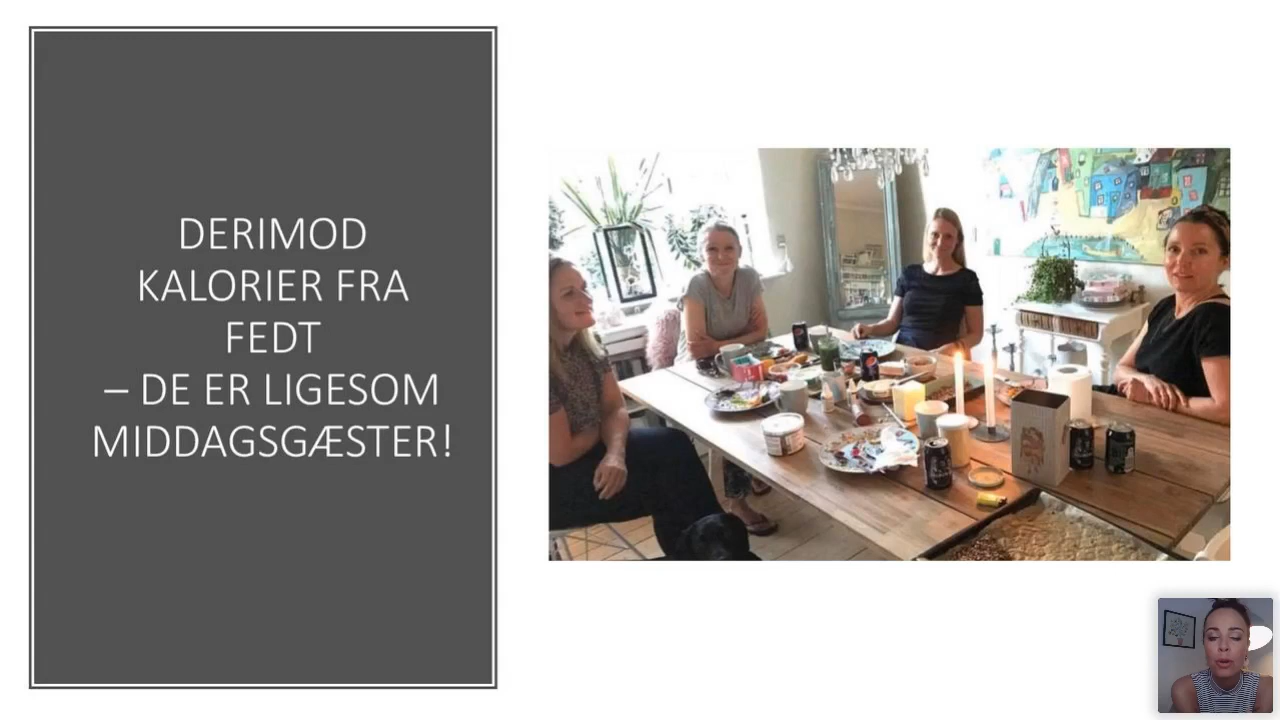 DERIMOD
KALORIER FRA
FEDT
– DE ER LIGESOM
MIDDAGSGÆSTER!